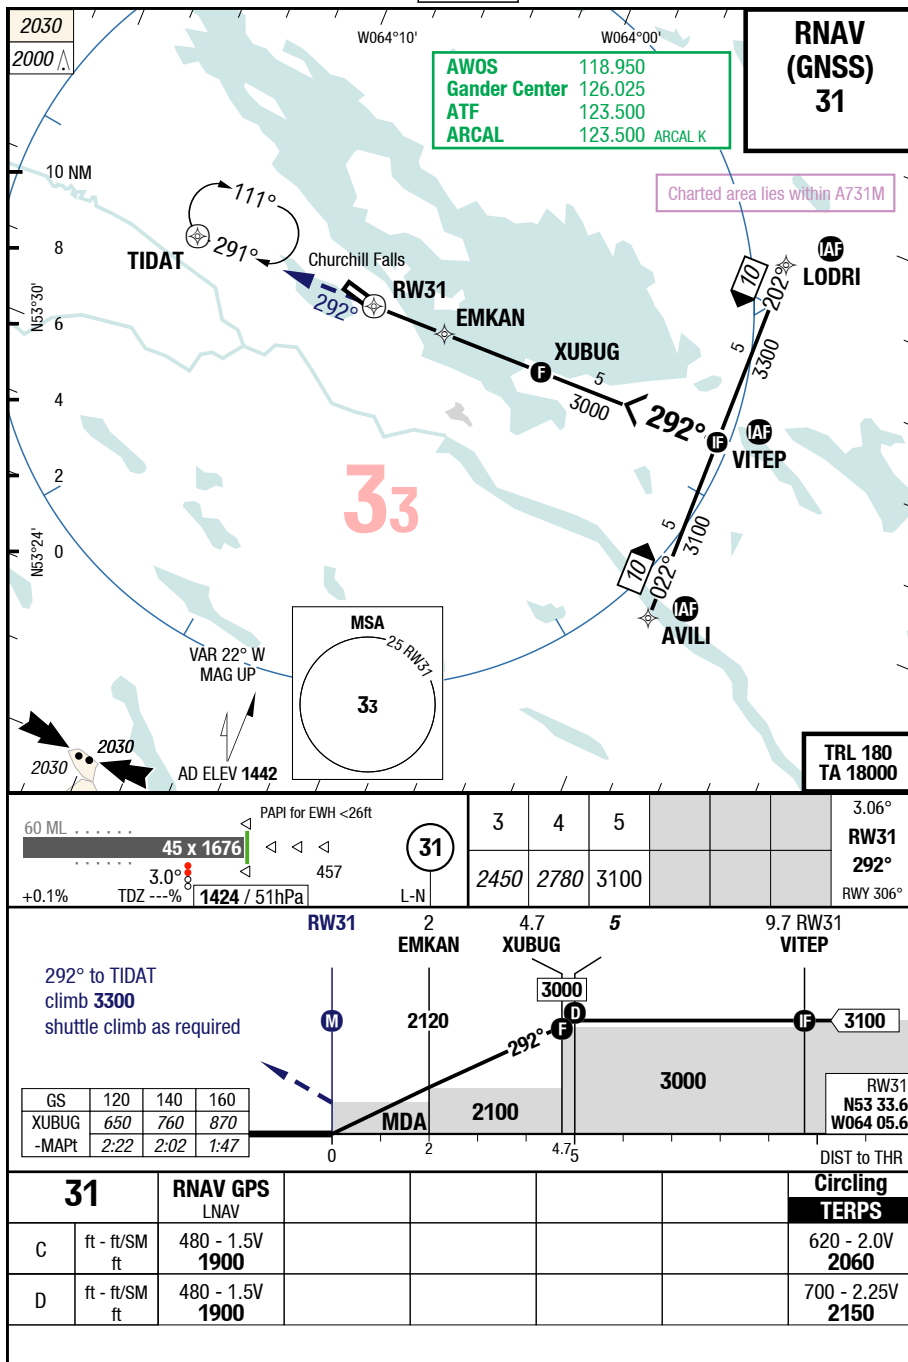 2030
2000
W064°10'
W064°00'
RNAV
(GNSS)
31
AWOS 118.950
Gander Center 126.025
ATF 123.500
ARCAL 123.500 ARCAL K
Charted area lies within A731M
10 NM
8
6
4
2
0
N53°30'
N53°24'
111°
291°
TIDAT
Churchill Falls
292°
RW31
EMKAN
XUBUG
F
5
3000
292°
IF
IAF
VITEP
10
202°
IAF
LODRI
5
3300
5
3100
10
022°
IAF
AVILI
33
MSA
25 RW31
33
VAR 22° W
MAG UP
AD ELEV 1442
2030
2030
TRL 180
TA 18000
60 ML
PAPI for EWH <26ft
45 x 1676
457
3.0°
+0.1%
TDZ ---%
1424 / 51hPa
31
L-N
3 4 5
2450 2780 3100
3.06°
RW31
292°
RWY 306°
RW31 2 4.7 5 9.7 RW31
EMKAN XUBUG VITEP
292° to TIDAT
climb 3300
shuttle climb as required
M
2120
3000
D
F
292°
IF
3100
3000
2100
MDA
RW31
N53 33.6
W064 05.6
GS 120 140 160
XUBUG 650 760 870
-MAPt 2:22 2:02 1:47
0 2 4.7 5
DIST to THR
31
RNAV GPS
LNAV
Circling
TERPS
C ft - ft/SM 480 - 1.5V 620 - 2.0V
ft 1900 2060
D ft - ft/SM 480 - 1.5V 700 - 2.25V
ft 1900 2150